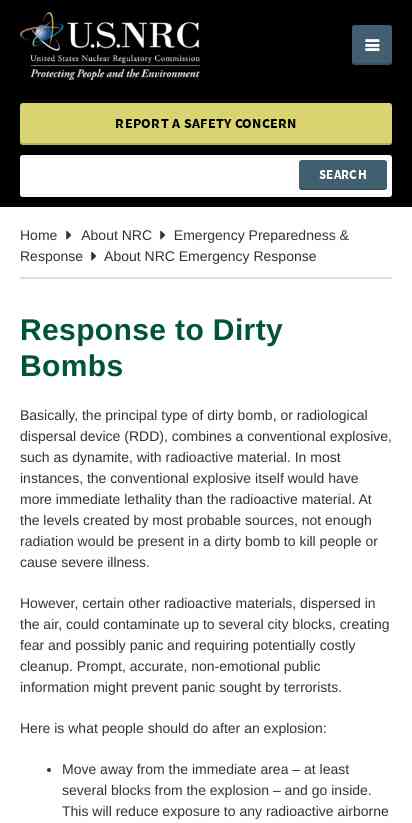 U.S.NRC
United States Nuclear Regulatory Commission
Protecting People and the Environment
REPORT A SAFETY CONCERN
SEARCH
Home About NRC Emergency Preparedness &
Response About NRC Emergency Response
Response to Dirty
Bombs
Basically, the principal type of dirty bomb, or radiological
dispersal device (RDD), combines a conventional explosive,
such as dynamite, with radioactive material. In most
instances, the conventional explosive itself would have
more immediate lethality than the radioactive material. At
the levels created by most probable sources, not enough
radiation would be present in a dirty bomb to kill people or
cause severe illness.
However, certain other radioactive materials, dispersed in
the air, could contaminate up to several city blocks, creating
fear and possibly panic and requiring potentially costly
cleanup. Prompt, accurate, non-emotional public
information might prevent panic sought by terrorists.
Here is what people should do after an explosion:
• Move away from the immediate area – at least
several blocks from the explosion – and go inside.
This will reduce exposure to any radioactive airborne